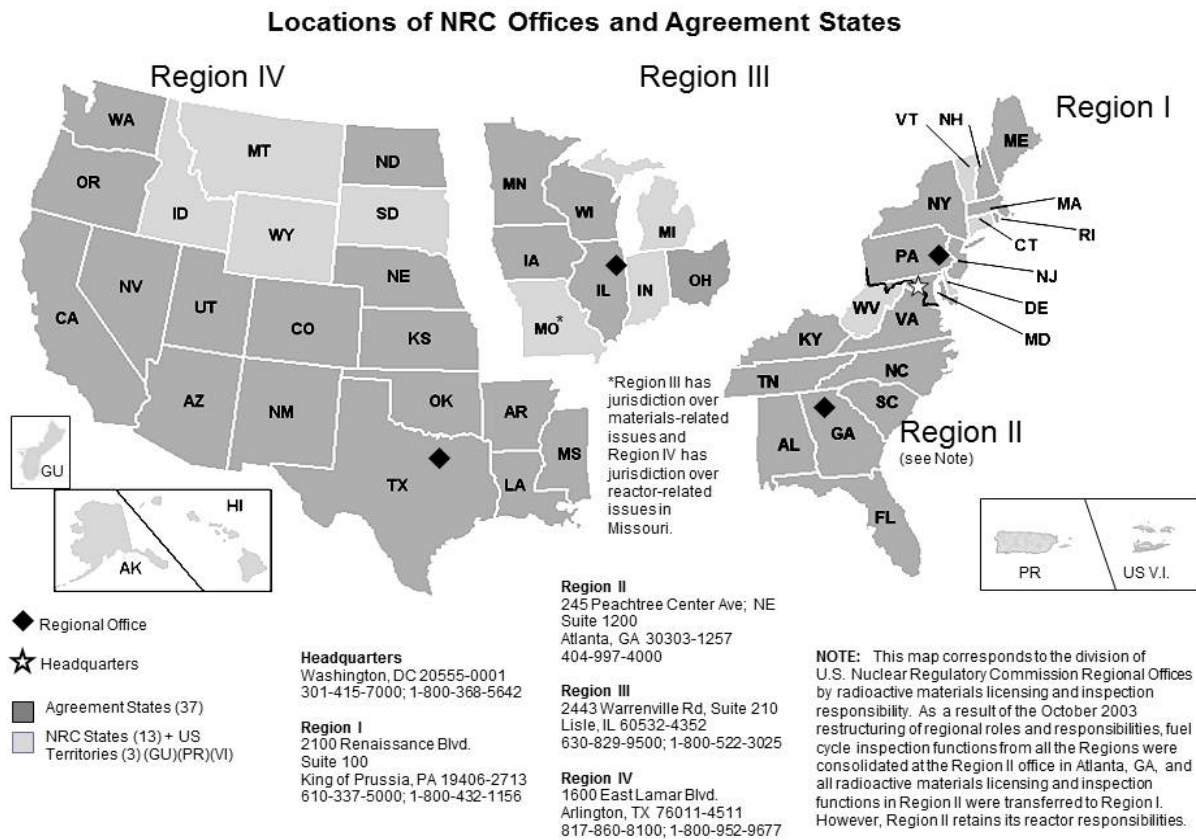 Locations of NRC Offices and Agreement States
Region IV
Region III
Region I
WA
MT
ND
OR
ID
SD
WY
NE
NV
UT
CA
CO
KS
AZ
NM
OK
AR
TX
LA
MS
GU
AK
HI
MN
WI
MI
IA
IL
IN
OH
MO*
*Region III has
jurisdiction over
materials-related
issues and
Region IV has
jurisdiction over
reactor-related
issues in
Missouri.
VT
NH
ME
NY
MA
RI
CT
PA
NJ
DE
MD
WV
VA
KY
NC
TN
SC
AL
GA
FL
Region II
(see Note)
PR
US V.I.
Regional Office
Headquarters
Agreement States (37)
NRC States (13) + US
Territories (3) (GU)(PR)(VI)
Headquarters
Washington, DC 20555-0001
301-415-7000; 1-800-368-5642
Region I
2100 Renaissance Blvd.
Suite 100
King of Prussia, PA 19406-2713
610-337-5000; 1-800-432-1156
Region II
245 Peachtree Center Ave; NE
Suite 1200
Atlanta, GA 30303-1257
404-997-4000
Region III
2443 Warrenville Rd, Suite 210
Lisle, IL 60532-4352
630-829-9500; 1-800-522-3025
Region IV
1600 East Lamar Blvd.
Arlington, TX 76011-4511
817-860-8100; 1-800-952-9677
NOTE: This map corresponds to the division of
U.S. Nuclear Regulatory Commission Regional Offices
by radioactive materials licensing and inspection
responsibility. As a result of the October 2003
restructuring of regional roles and responsibilities, fuel
cycle inspection functions from all the Regions were
consolidated at the Region II office in Atlanta, GA, and
all radioactive materials licensing and inspection
functions in Region II were transferred to Region I.
However, Region II retains its reactor responsibilities.